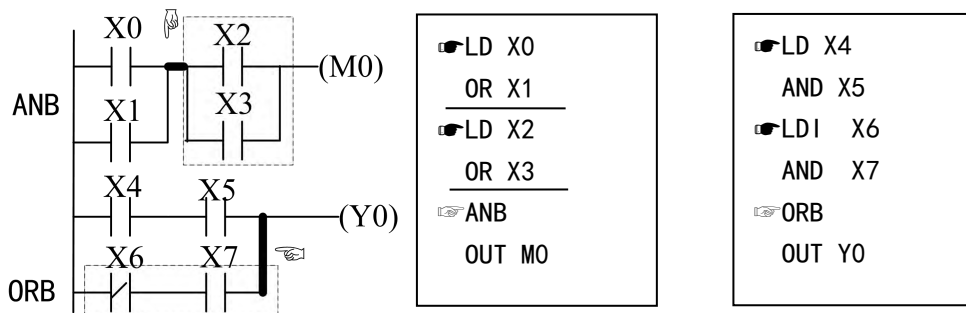 X0 X2
(M0)
ANB
X1 X3
X4 X5
(Y0)
X6 X7
ORB
LD X0
OR X1
LD X2
OR X3
ANB
OUT M0
LD X4
AND X5
LDI X6
AND X7
ORB
OUT Y0